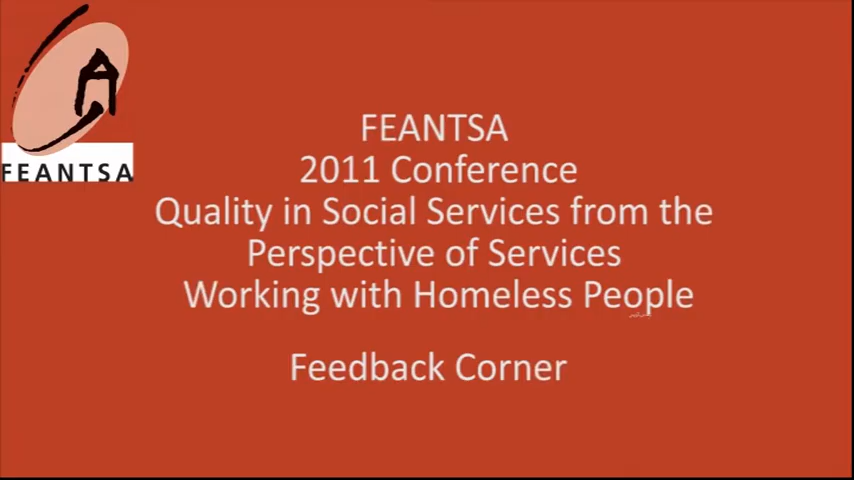 FEANTSA
FEANTSA
2011 Conference
Quality in Social Services from the
Perspective of Services
Working with Homeless People
Feedback Corner